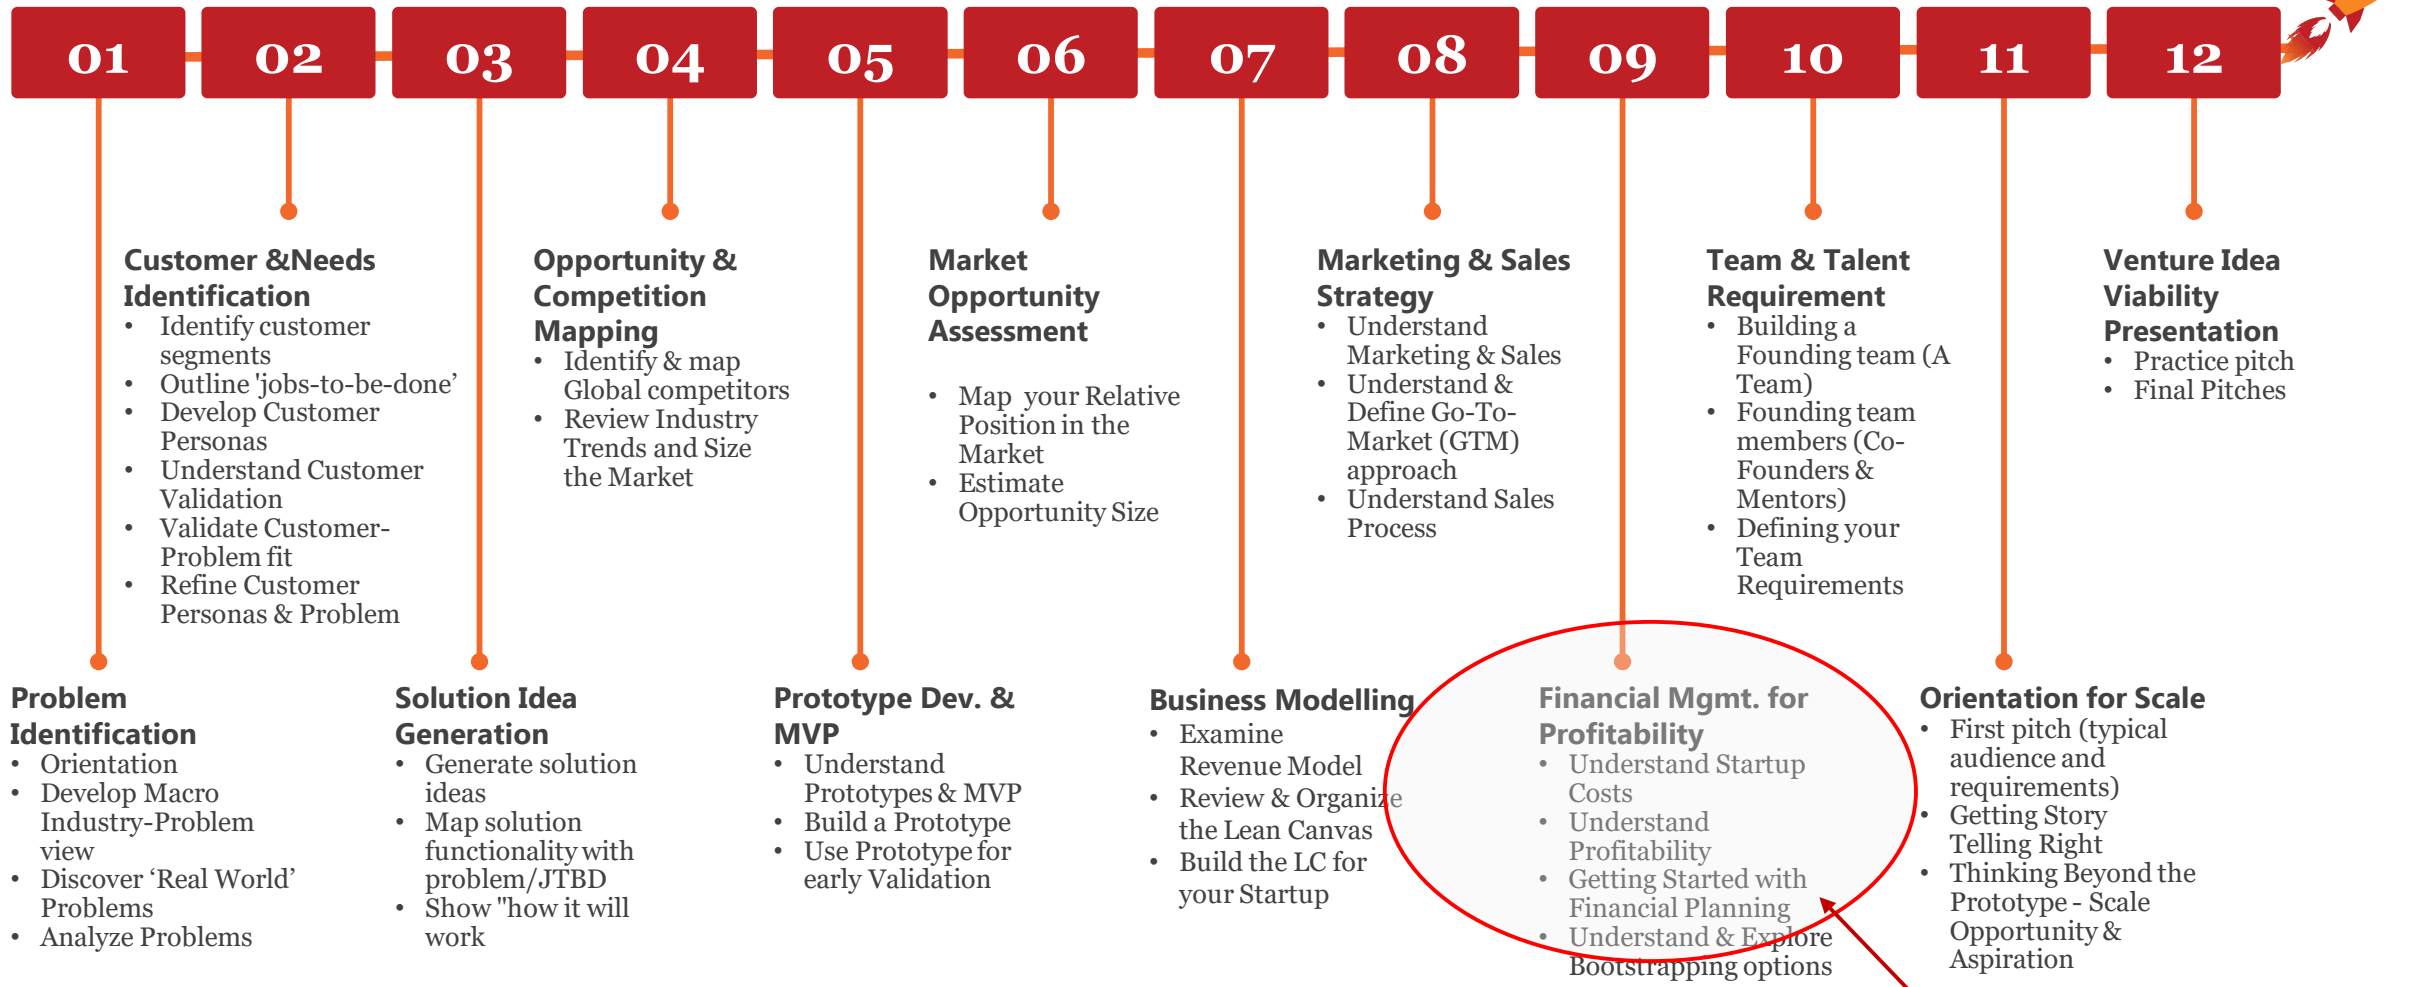 01
02
03
04
05
06
07
08
09
10
11
12
Customer &Needs
Identification
• Identify customer
segments
• Outline 'jobs-to-be-done’
• Develop Customer
Personas
• Understand Customer
Validation
• Validate Customer-
Problem fit
• Refine Customer
Personas & Problem
Opportunity &
Competition
Mapping
• Identify & map
Global competitors
• Review Industry
Trends and Size
the Market
Market
Opportunity
Assessment
• Map your Relative
Position in the
Market
• Estimate
Opportunity Size
Marketing & Sales
Strategy
• Understand
Marketing & Sales
• Understand &
Define Go-To-
Market (GTM)
approach
• Understand Sales
Process
Team & Talent
Requirement
• Building a
Founding team (A
Team)
• Founding team
members (Co-
Founders &
Mentors)
• Defining your
Team
Requirements
Venture Idea
Viability
Presentation
• Practice pitch
• Final Pitches
Problem
Identification
• Orientation
• Develop Macro
Industry-Problem
view
• Discover ‘Real World’
Problems
• Analyze Problems
Solution Idea
Generation
• Generate solution
ideas
• Map solution
functionality with
problem/JTBD
• Show "how it will
work
Prototype Dev. &
MVP
• Understand
Prototypes & MVP
• Build a Prototype
• Use Prototype for
early Validation
Business Modelling
• Examine
Revenue Model
• Review & Organize
the Lean Canvas
• Build the LC for
your Startup
Financial Mgmt. for
Profitability
• Understand Startup
Costs
• Understand
Profitability
• Getting Started with
Financial Planning
• Understand & Explore
Bootstrapping options
Orientation for Scale
• First pitch (typical
audience and
requirements)
• Getting Story
Telling Right
• Thinking Beyond the
Prototype - Scale
Opportunity &
Aspiration